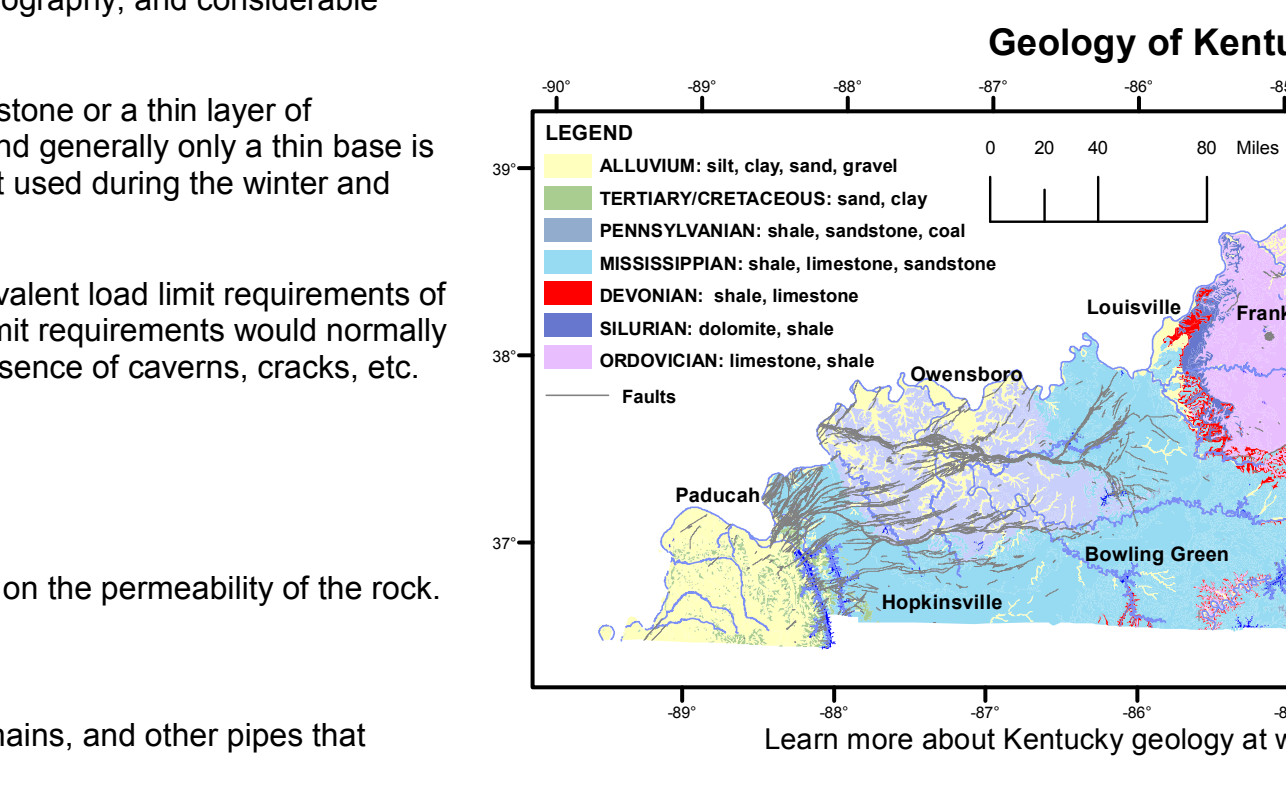 ography, and considerable
stone or a thin layer of
nd generally only a thin base is
t used during the winter and
valent load limit requirements of
mit requirements would normally
sence of caverns, cracks, etc.
on the permeability of the rock.
mains, and other pipes that
Geology of Kentu
-90° -89° -88° -87° -86° -85
LEGEND
0 20 40 80 Miles
39°
ALLUVIUM: silt, clay, sand, gravel
TERTIARY/CRETACEOUS: sand, clay
PENNSYLVANIAN: shale, sandstone, coal
MISSISSIPPIAN: shale, limestone, sandstone
DEVONIAN: shale, limestone
Louisville
Frank
SILURIAN: dolomite, shale
38°
ORDOVICIAN: limestone, shale
Owensboro
Faults
Paducah
37°
Bowling Green
Hopkinsville
-89° -88° -87° -86° -8
Learn more about Kentucky geology at w